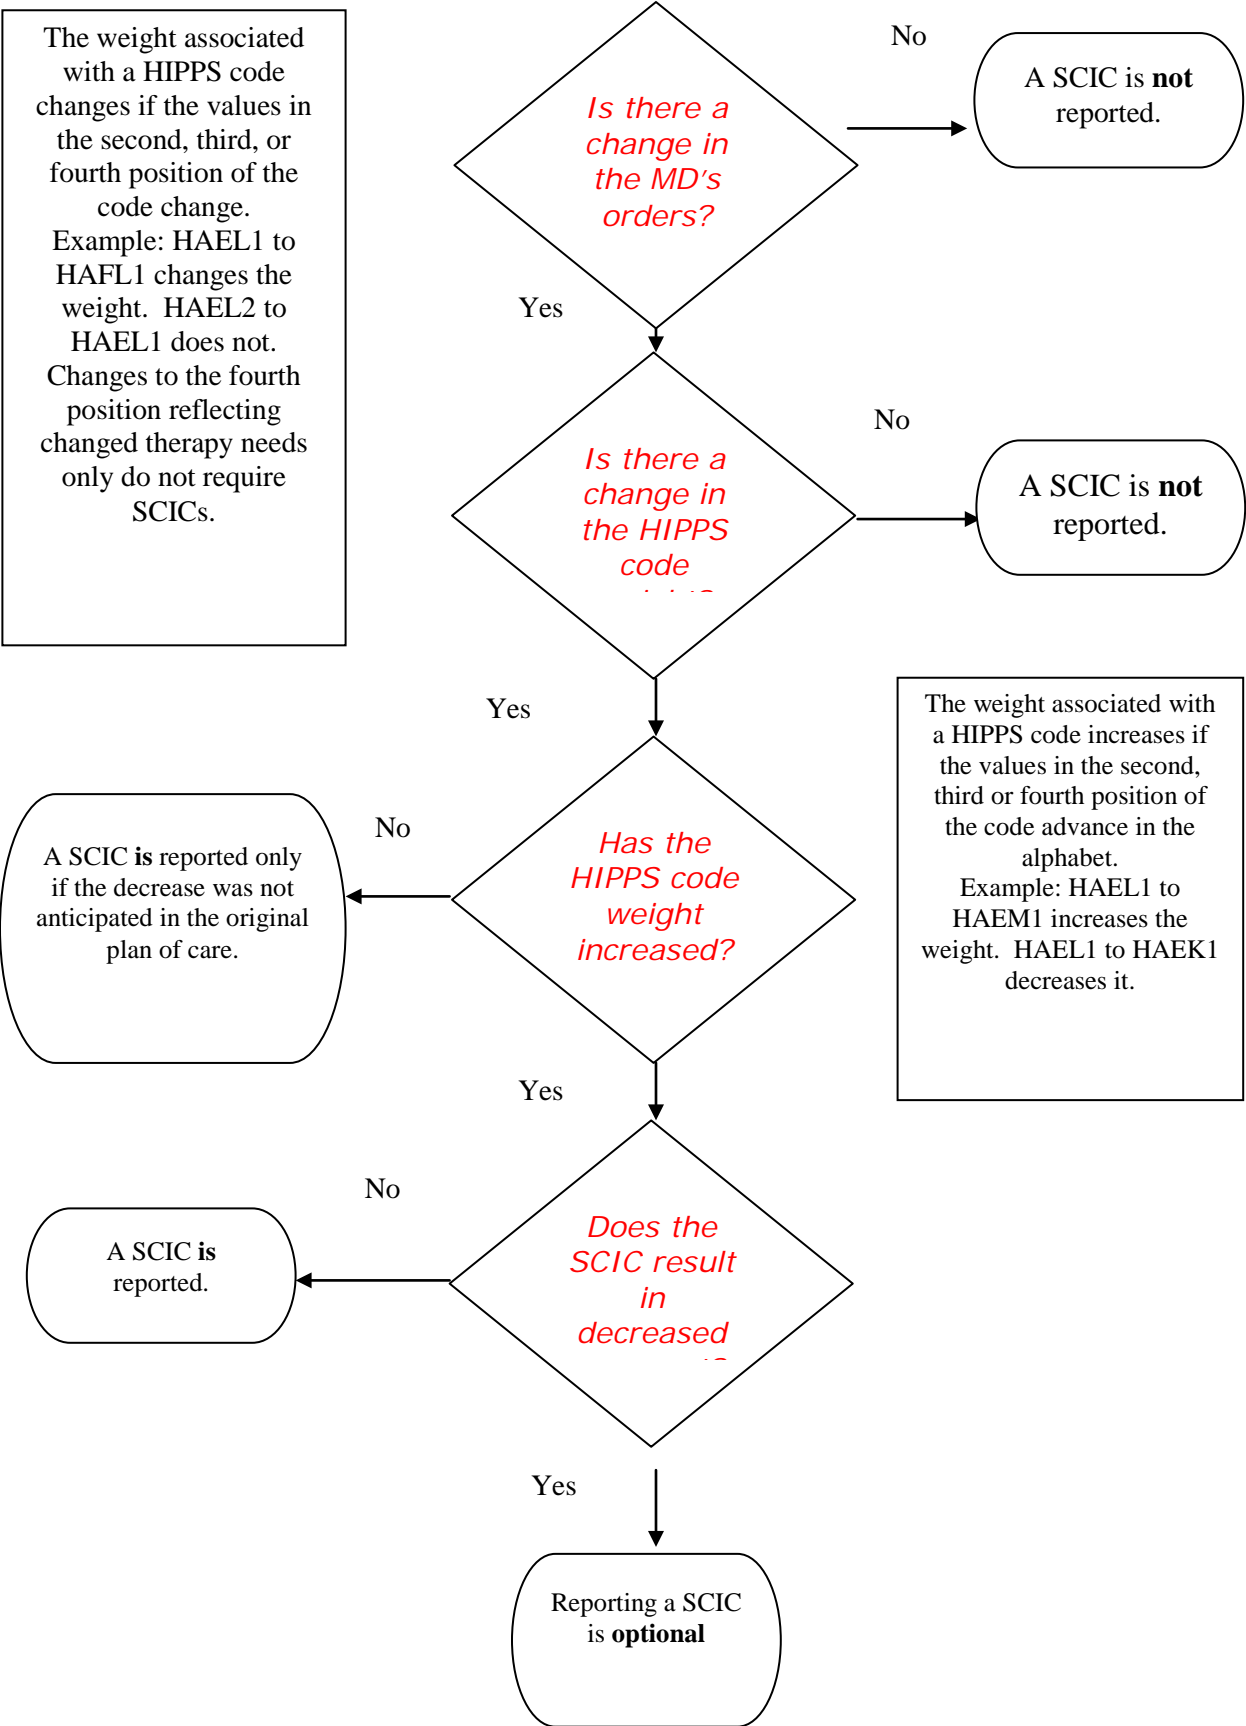 The weight associated
with a HIPPS code
changes if the values in
the second, third, or
fourth position of the
code change.
Example: HAEL1 to
HAFL1 changes the
weight.  HAEL2 to
HAEL1 does not.
Changes to the fourth
position reflecting
changed therapy needs
only do not require
SCICs.
Is there a
change in
the MD's
orders?
No
A SCIC is not
reported.
Yes
Is there a
change in
the HIPPS
code
No
A SCIC is not
reported.
Yes
The weight associated with
a HIPPS code increases if
the values in the second,
third or fourth position of
the code advance in the
alphabet.
Example: HAEL1 to
HAEM1 increases the
weight.  HAEL1 to HAEK1
decreases it.
Has the
HIPPS code
weight
increased?
No
A SCIC is reported only
if the decrease was not
anticipated in the original
plan of care.
Yes
Does the
SCIC result
in
decreased
No
A SCIC is
reported.
Yes
Reporting a SCIC
is optional